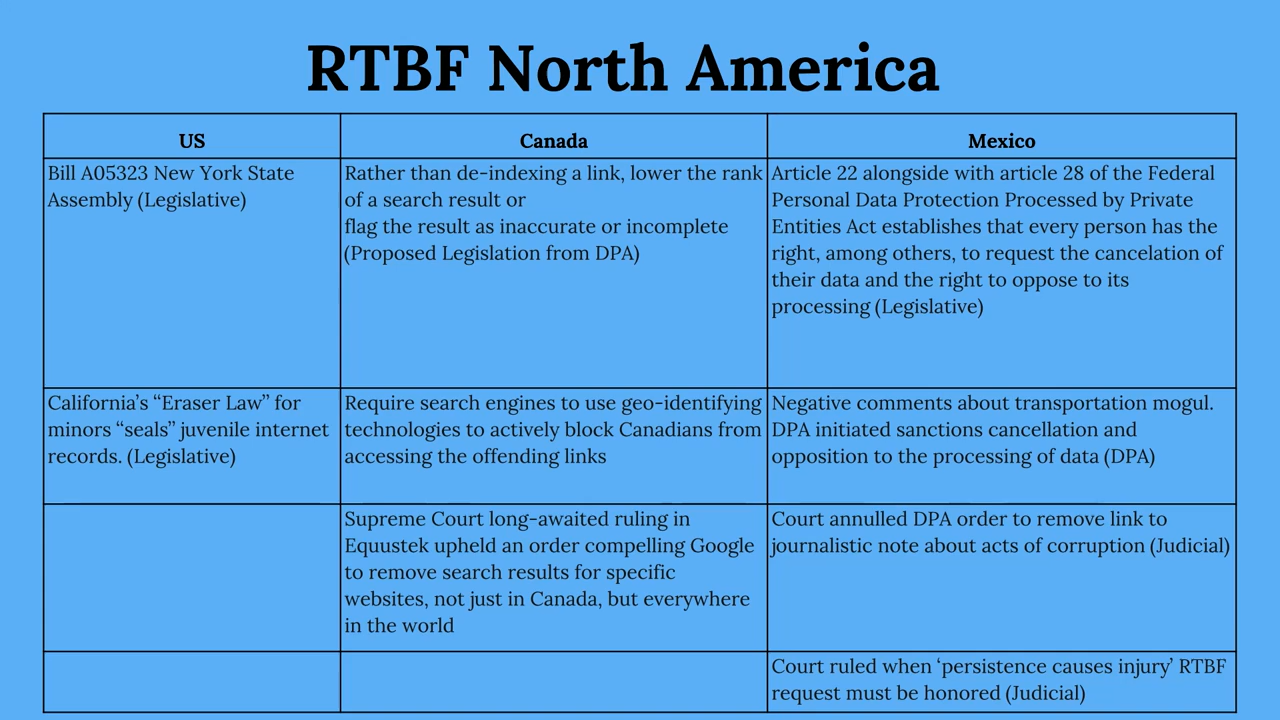 RTBF North America
US
Canada
Mexico
Bill A05323 New York State
Assembly (Legislative)
Rather than de-indexing a link, lower the rank
of a search result or
flag the result as inaccurate or incomplete
(Proposed Legislation from DPA)
Article 22 alongside with article 28 of the Federal
Personal Data Protection Processed by Private
Entities Act establishes that every person has the
right, among others, to request the cancelation of
their data and the right to oppose to its
processing (Legislative)
California’s “Eraser Law” for
minors “seals” juvenile internet
records. (Legislative)
Require search engines to use geo-identifying
technologies to actively block Canadians from
accessing the offending links
Negative comments about transportation mogul.
DPA initiated sanctions cancellation and
opposition to the processing of data (DPA)
Supreme Court long-awaited ruling in
Equustek upheld an order compelling Google
to remove search results for specific
websites, not just in Canada, but everywhere
in the world
Court annulled DPA order to remove link to
journalistic note about acts of corruption (Judicial)
Court ruled when ‘persistence causes injury’ RTBF
request must be honored (Judicial)